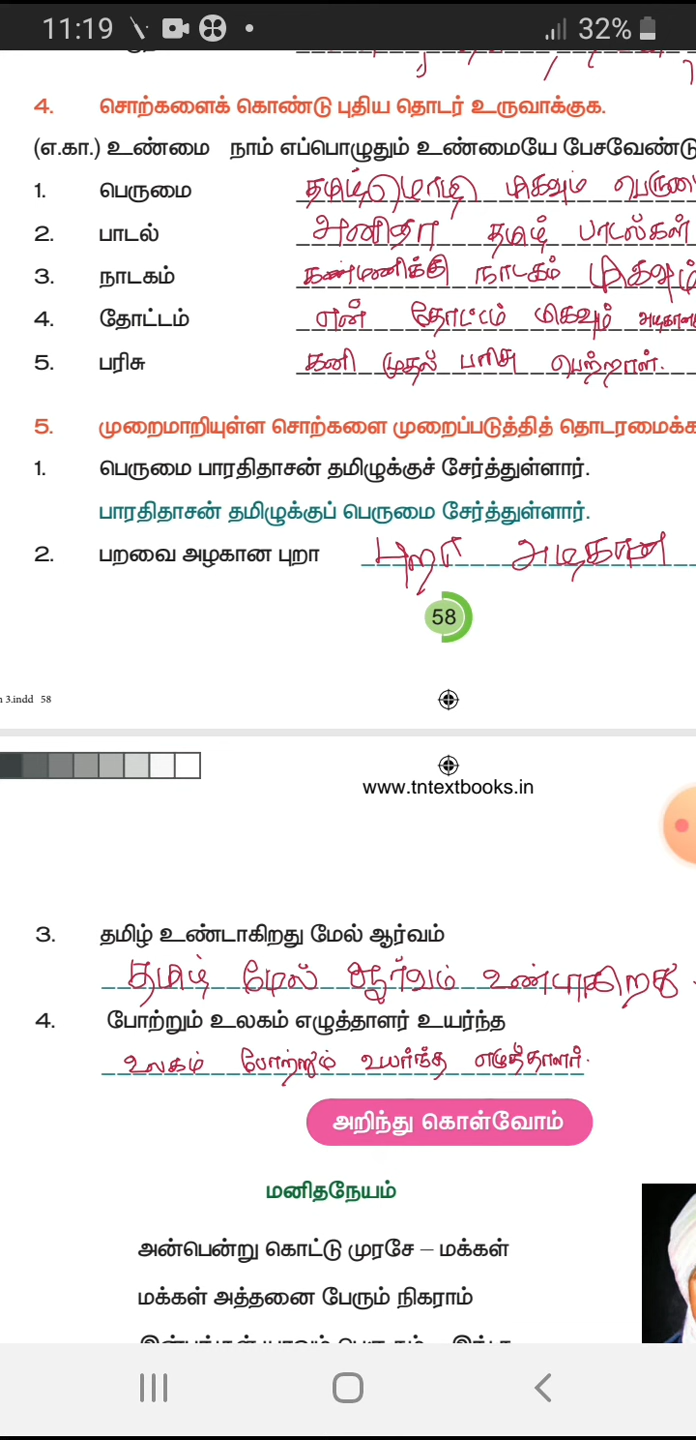 11:19 32%
4. சொற்களைக் கொண்டு புதிய தொடர் உருவாக்குக.
(எ.கா.) உண்மை நாம் எப்பொழுதும் உண்மையே பேசவேண்டு
1. பெருமை தமிழ்மொழி மிகவும் பெருமை
2. பாடல் அனிதா தமிழ் பாடல்கள்
3. நாடகம் நாடகம் மிகவும்
4. தோட்டம் என் தோட்டம் மிகவும் அழகான
5. பரிசு கனி முதல் பரிசு பெற்றாள்.
5. முறைமாறியுள்ள சொற்களை முறைப்படுத்தித் தொடரமைக்க
1. பெருமை பாரதிதாசன் தமிழுக்குச் சேர்த்துள்ளார்.
பாரதிதாசன் தமிழுக்குப் பெருமை சேர்த்துள்ளார்.
2. பறவை அழகான புறா புறா அழகான
58
3.indd 58
www.tntextbooks.in
3. தமிழ் உண்டாகிறது மேல் ஆர்வம்
தமிழ் மேல் ஆர்வம் உண்டாகிறது.
4. போற்றும் உலகம் எழுத்தாளர் உயர்ந்த
உலகம் போற்றும் உயர்ந்த எழுத்தாளர்.
அறிந்து கொள்வோம்
மனிதநேயம்
அன்பென்று கொட்டு முரசே – மக்கள்
மக்கள் அத்தனை பேரும் நிகராம்